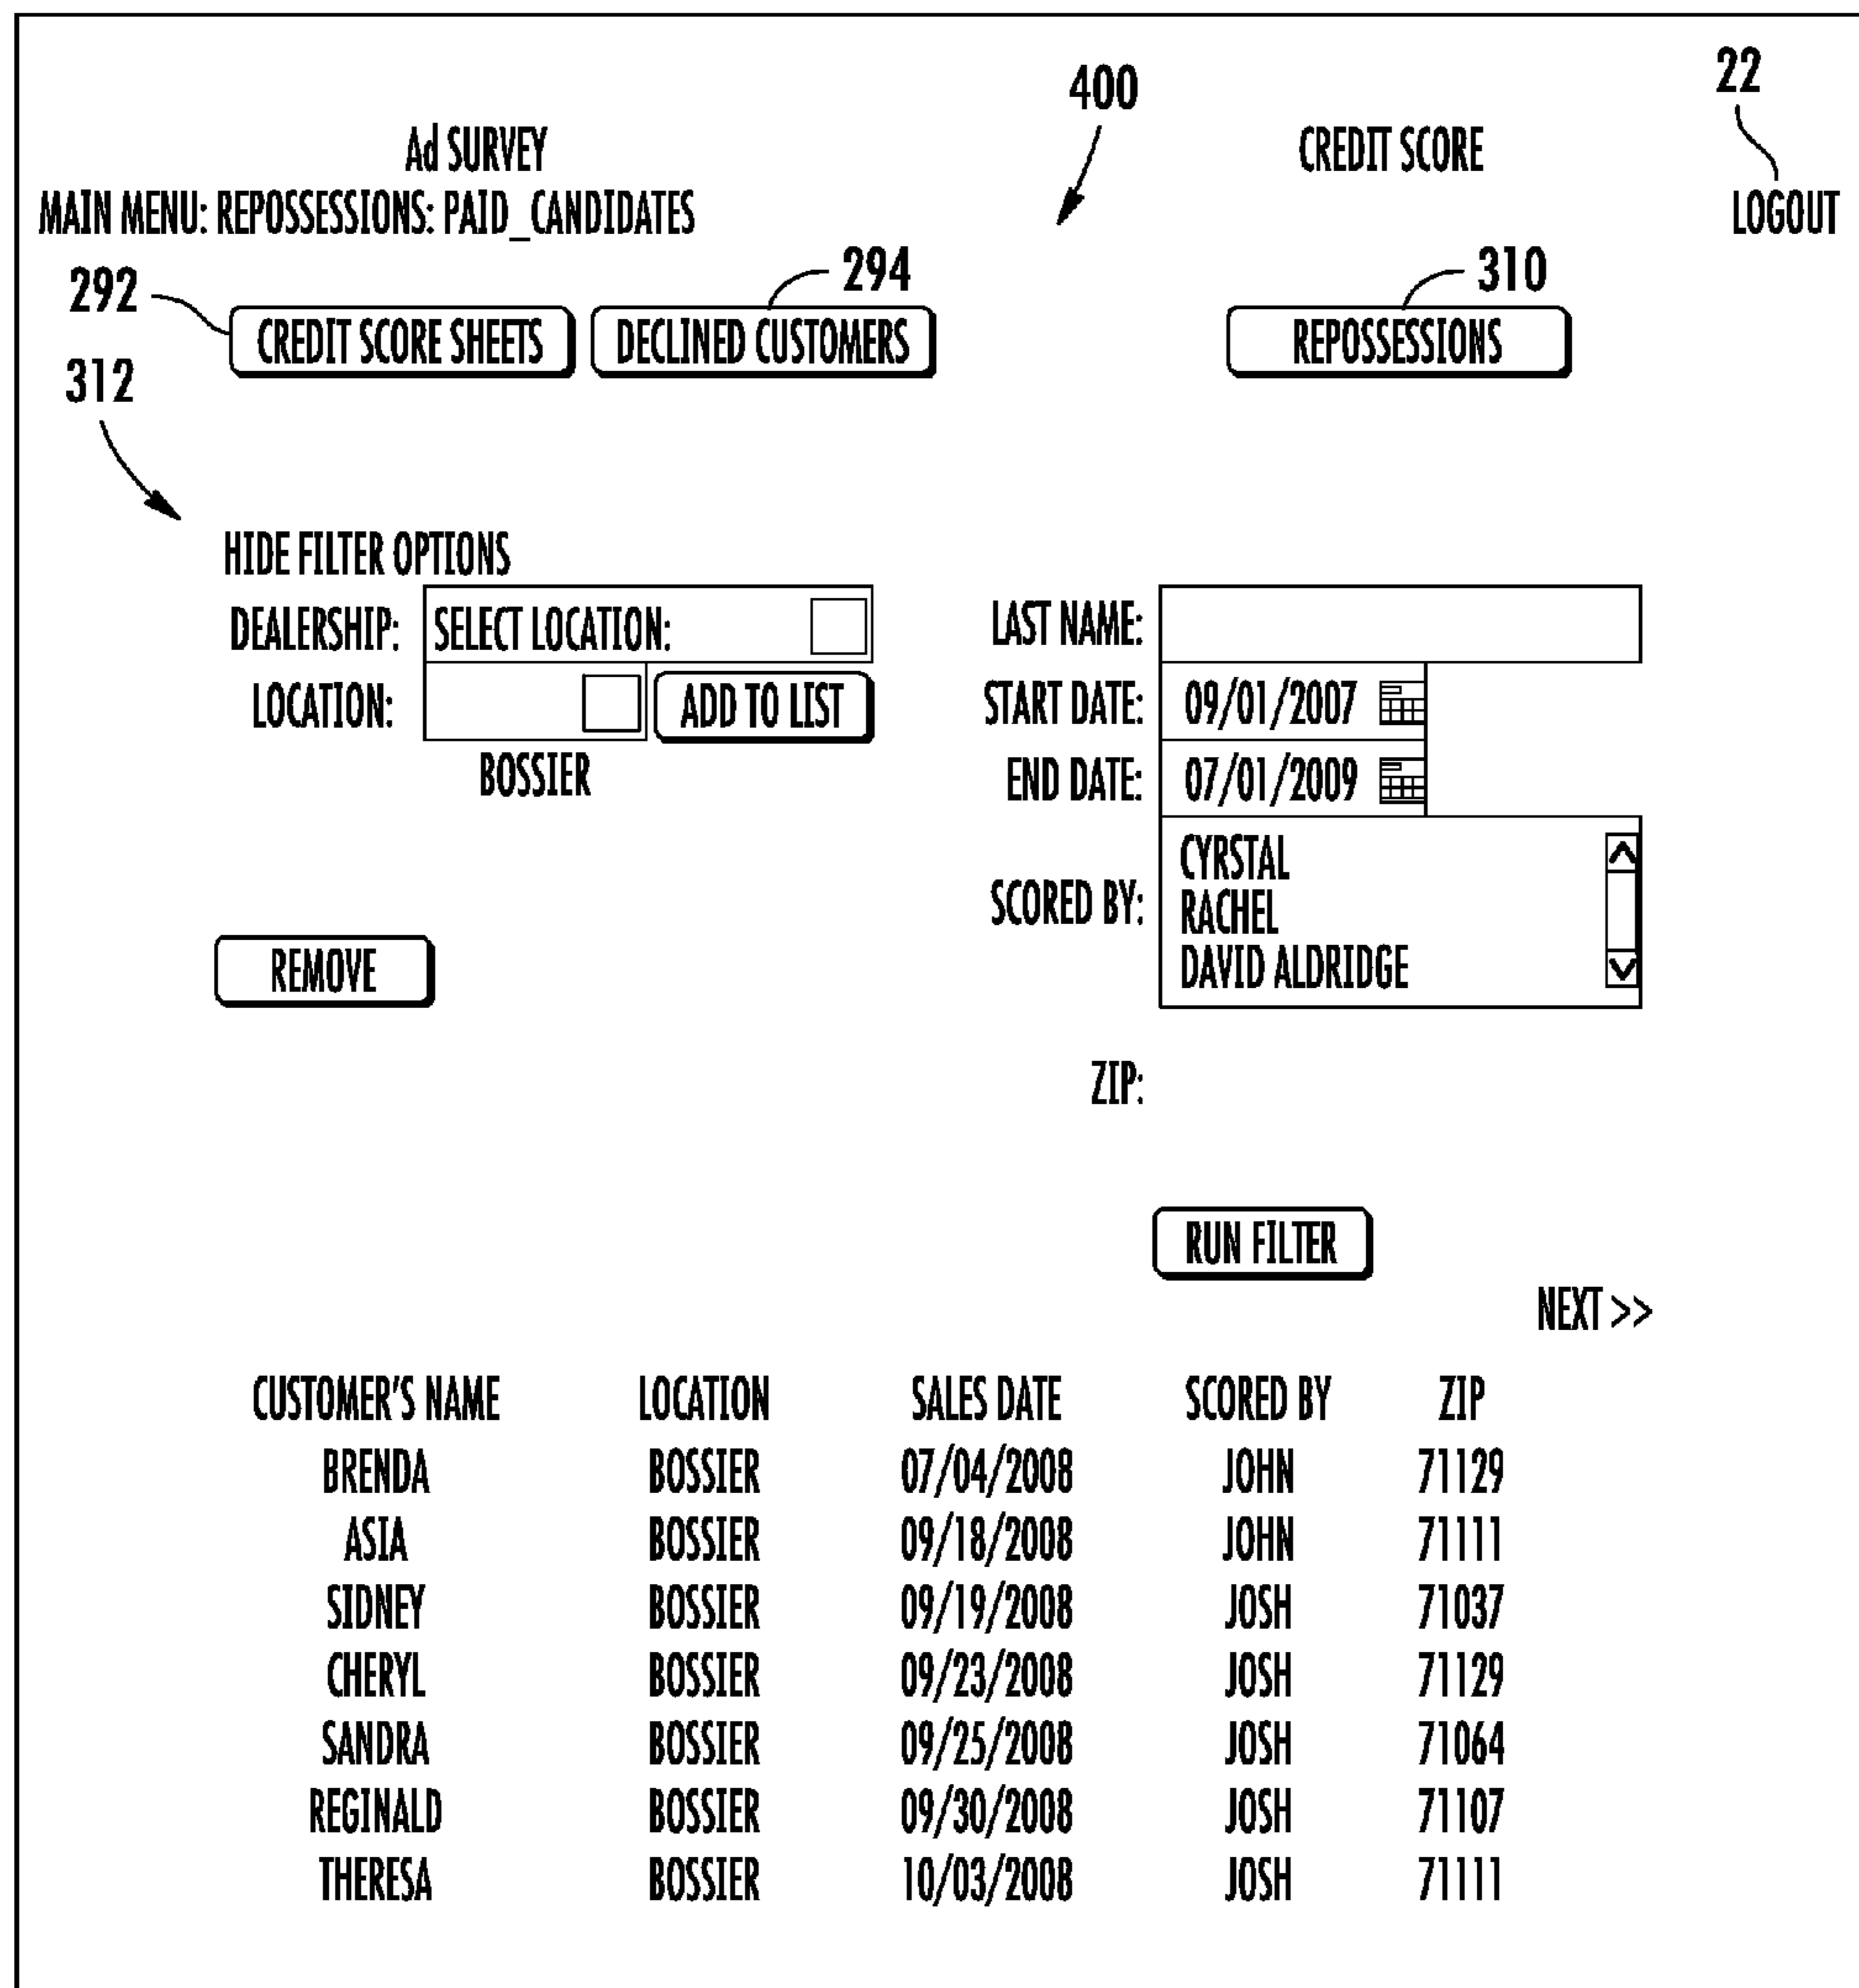 400
22
Ad SURVEY
CREDIT SCORE
MAIN MENU: REPOSSESSIONS: PAID_CANDIDATES
LOGOUT
292
294
310
CREDIT SCORE SHEETS
DECLINED CUSTOMERS
REPOSSESSIONS
312
HIDE FILTER OPTIONS
DEALERSHIP: SELECT LOCATION:
LAST NAME:
LOCATION: ADD TO LIST
START DATE: 09/01/2007
BOSSIER
END DATE: 07/01/2009
SCORED BY:
CYRSTAL
RACHEL
DAVID ALDRIDGE
REMOVE
ZIP:
RUN FILTER
NEXT >>
CUSTOMER'S NAME LOCATION SALES DATE SCORED BY ZIP
BRENDA BOSSIER 07/04/2008 JOHN 71129
ASIA BOSSIER 09/18/2008 JOHN 71111
SIDNEY BOSSIER 09/19/2008 JOSH 71037
CHERYL BOSSIER 09/23/2008 JOSH 71129
SANDRA BOSSIER 09/25/2008 JOSH 71064
REGINALD BOSSIER 09/30/2008 JOSH 71107
THERESA BOSSIER 10/03/2008 JOSH 71111